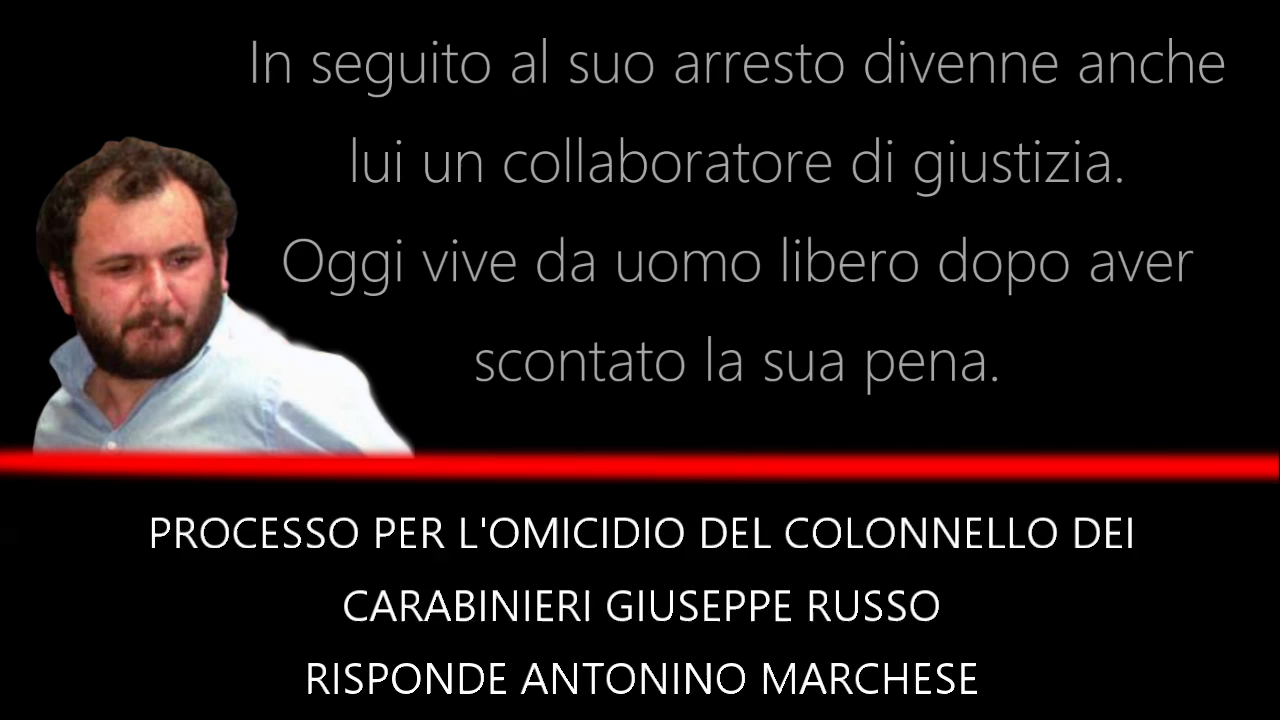 In seguito al suo arresto divenne anche
lui un collaboratore di giustizia.
Oggi vive da uomo libero dopo aver
scontato la sua pena.
PROCESSO PER L'OMICIDIO DEL COLONNELLO DEI
CARABINIERI GIUSEPPE RUSSO
RISPONDE ANTONINO MARCHESE